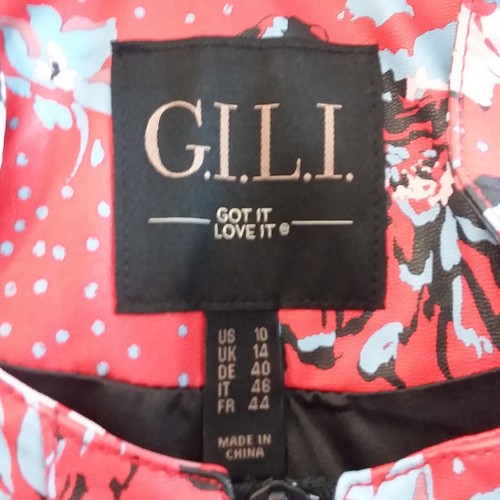 G.I.L.I.
GOT IT
LOVE IT ®
US 10
UK 14
DE 40
IT 46
FR 44
MADE IN
CHINA